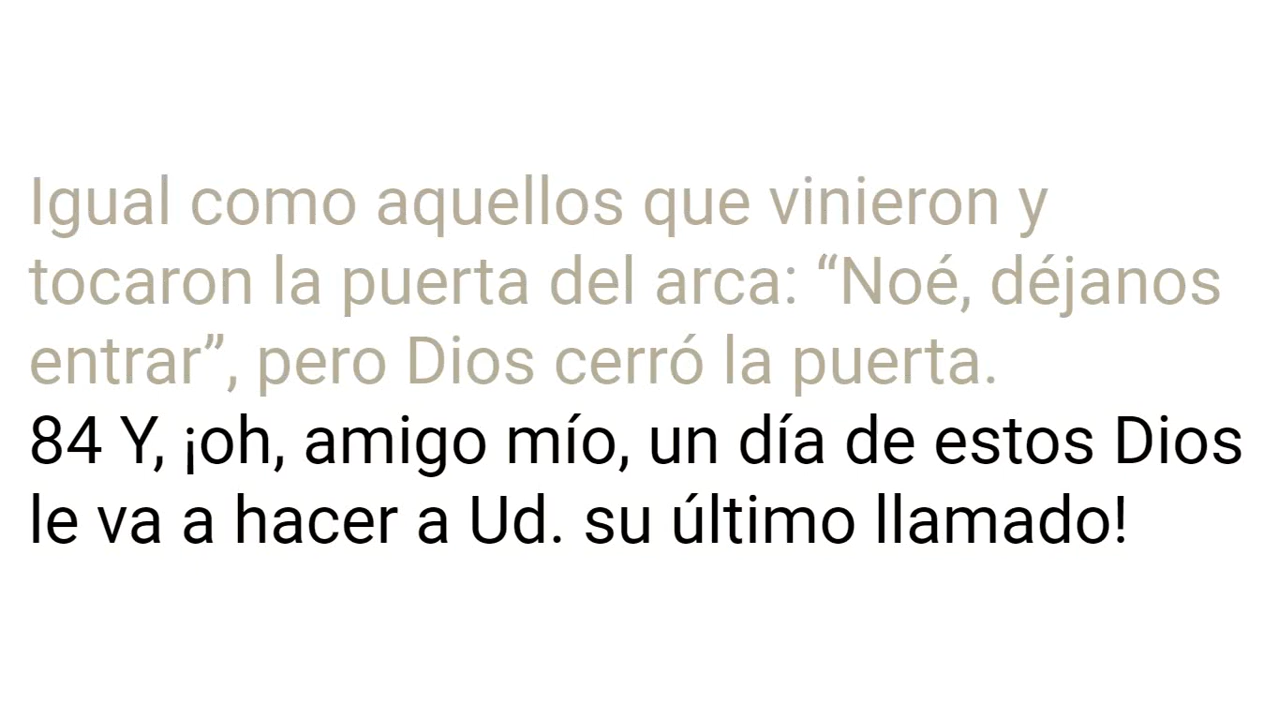 Igual como aquellos que vinieron y
tocaron la puerta del arca: “Noé, déjanos
entrar”, pero Dios cerró la puerta.
84 Y, ¡oh, amigo mío, un día de estos Dios
le va a hacer a Ud. su último llamado!